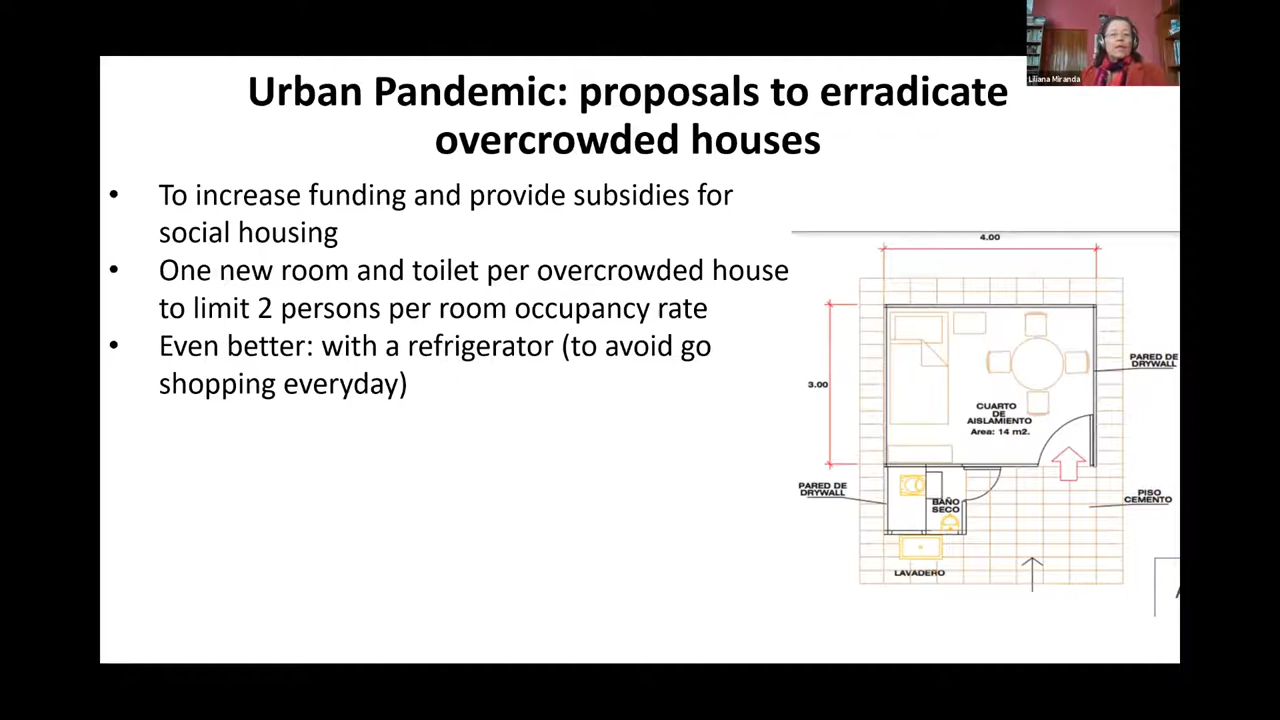 Liliana Miranda
Urban Pandemic: proposals to erradicate
overcrowded houses
• To increase funding and provide subsidies for
social housing
• One new room and toilet per overcrowded house
to limit 2 persons per room occupancy rate
• Even better: with a refrigerator (to avoid go
shopping everyday)
4.00
3.00
PARED DE
DRYWALL
CUARTO
DE
AISLAMIENTO
Area: 14 m2.
PARED DE
DRYWALL
BAÑO
SECO
PISO
CEMENTO
LAVADERO